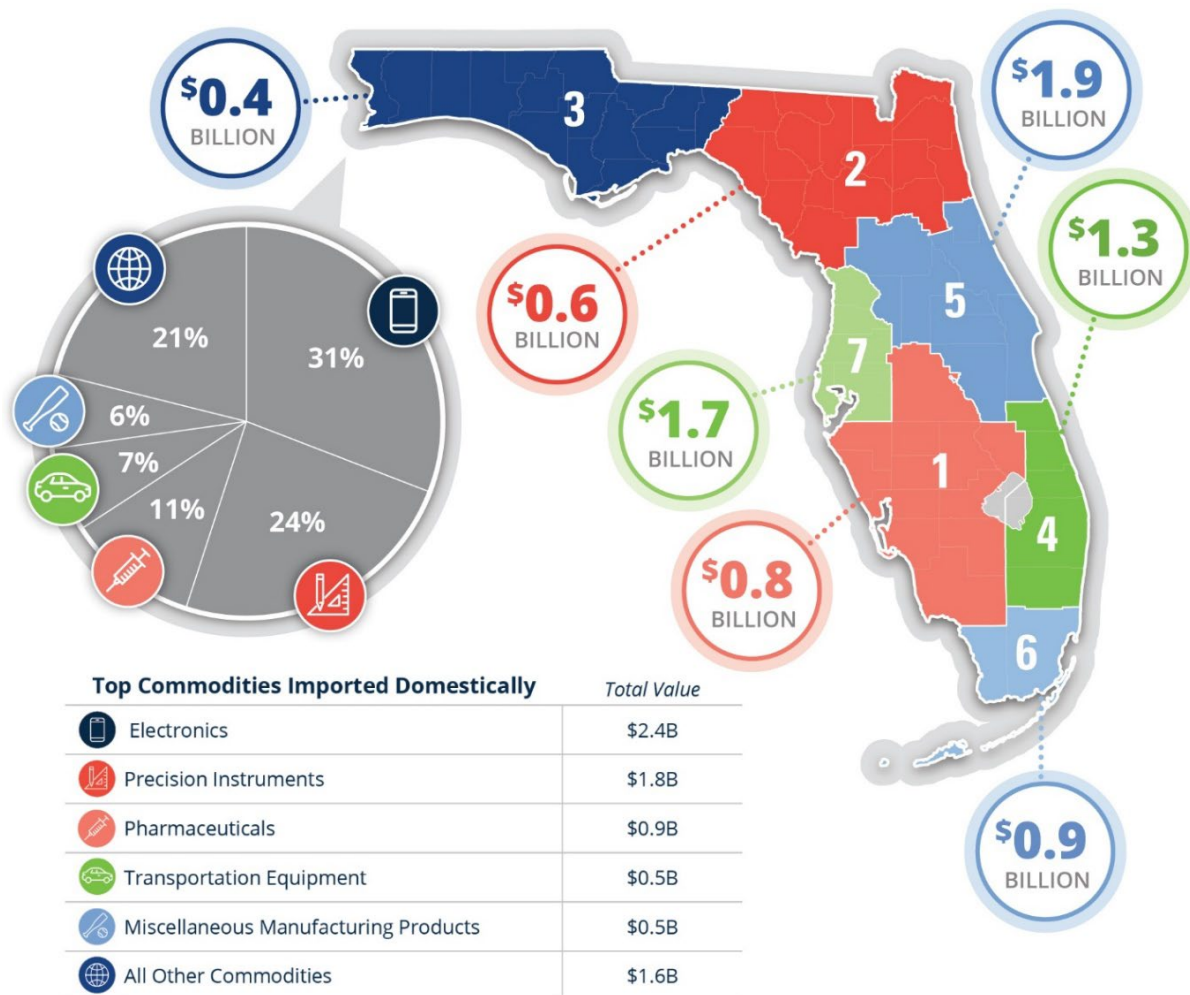 $0.4
BILLION
3
2
$1.9
BILLION
$1.3
BILLION
$0.6
BILLION
5
7
$1.7
BILLION
1
4
$0.8
BILLION
6
$0.9
BILLION
21%
31%
6%
7%
11%
24%
Top Commodities Imported Domestically Total Value
Electronics $2.4B
Precision Instruments $1.8B
Pharmaceuticals $0.9B
Transportation Equipment $0.5B
Miscellaneous Manufacturing Products $0.5B
All Other Commodities $1.6B